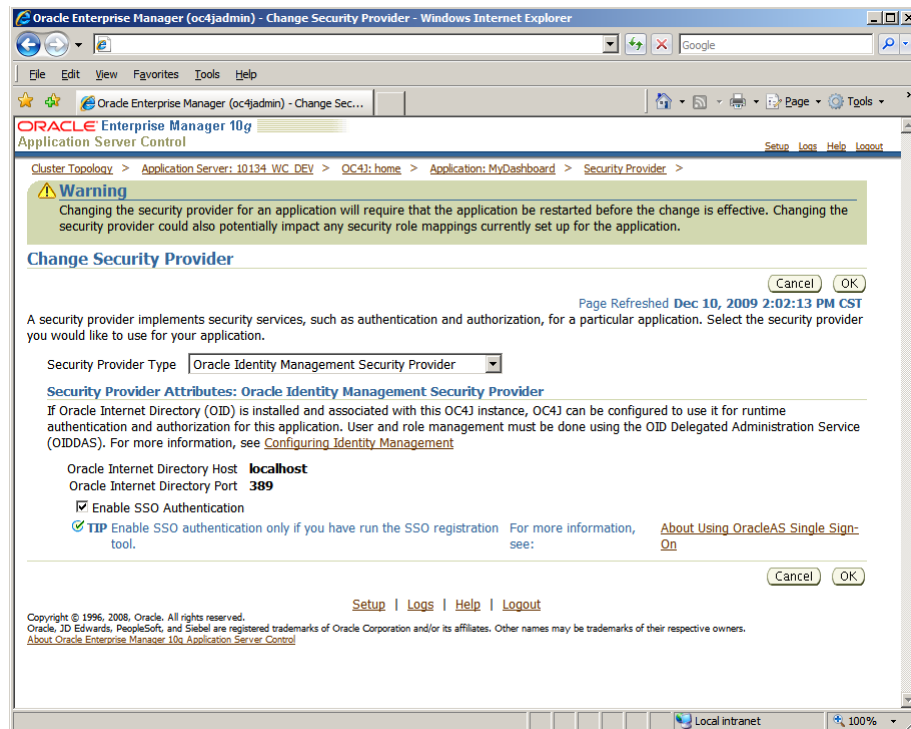 Oracle Enterprise Manager (oc4jadmin) - Change Security Provider - Windows Internet Explorer
Google
File Edit View Favorites Tools Help
Oracle Enterprise Manager (oc4jadmin) - Change Sec...
Page Tools
ORACLE Enterprise Manager 10g
Application Server Control
Setup Logs Help Logout
Cluster Topology > Application Server: 10134_WC_DEV > OC4J: home > Application: MyDashboard > Security Provider >
Warning
Changing the security provider for an application will require that the application be restarted before the change is effective. Changing the
security provider could also potentially impact any security role mappings currently set up for the application.
Change Security Provider
Cancel OK
Page Refreshed Dec 10, 2009 2:02:13 PM CST
A security provider implements security services, such as authentication and authorization, for a particular application. Select the security provider
you would like to use for your application.
Security Provider Type Oracle Identity Management Security Provider
Security Provider Attributes: Oracle Identity Management Security Provider
If Oracle Internet Directory (OID) is installed and associated with this OC4J instance, OC4J can be configured to use it for runtime
authentication and authorization for this application. User and role management must be done using the OID Delegated Administration Service
(OIDDAS). For more information, see Configuring Identity Management
Oracle Internet Directory Host localhost
Oracle Internet Directory Port 389
Enable SSO Authentication
TIP Enable SSO authentication only if you have run the SSO registration For more information, About Using OracleAS Single Sign-
tool. see: On
Cancel OK
Setup | Logs | Help | Logout
Copyright © 1996, 2008, Oracle. All rights reserved.
Oracle, JD Edwards, PeopleSoft, and Siebel are registered trademarks of Oracle Corporation and/or its affiliates. Other names may be trademarks of their respective owners.
About Oracle Enterprise Manager 10g Application Server Control
Local intranet 100%